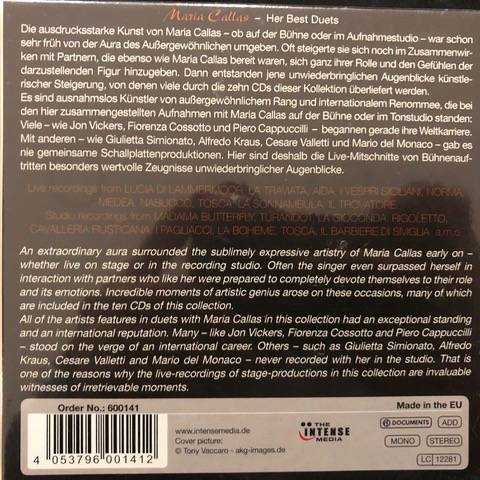 Maria Callas – Her Best Duets
Die ausdrucksstarke Kunst von Maria Callas – ob auf der Bühne oder im Aufnahmestudio – war schon
sehr früh von der Aura des Außergewöhnlichen umgeben. Oft steigerte sie sich noch im Zusammenwir-
ken mit Partnern, die ebenso wie Maria Callas bereit waren, sich ganz ihrer Rolle und den Gefühlen der
darzustellenden Figur hinzugeben. Dann entstanden jene unwiederbringlichen Augenblicke künstle-
rischer Steigerung, von denen viele durch die zehn CDs dieser Kollektion überliefert werden.
Es sind ausnahmslos Künstler von außergewöhnlichem Rang und internationalem Renommee, die bei
den hier zusammengestellten Aufnahmen mit Maria Callas auf der Bühne oder im Tonstudio standen:
Viele – wie Jon Vickers, Fiorenza Cossotto und Piero Cappuccilli – begannen gerade ihre Weltkarriere.
Mit anderen – wie Giulietta Simionato, Alfredo Kraus, Cesare Valletti und Mario del Monaco – gab es
nie gemeinsame Schallplattenproduktionen. Hier sind deshalb die Live-Mitschnitte von Bühnenauf-
tritten besonders wertvolle Zeugnisse unwiederbringlicher Augenblicke.
Live recordings from LUCIA DI LAMMERMOOR, LA TRAVIATA, AIDA, I VESPRI SICILIANI, NORMA,
MEDEA, NABUCCO, TOSCA, LA SONNAMBULA, IL TROVATORE
Studio recordings from MADAMA BUTTERFLY, TURANDOT, LA GIOCONDA, RIGOLETTO,
CAVALLERIA RUSTICANA, I PAGLIACCI, LA BOHEME, TOSCA, IL BARBIERE DI SIVIGLIA a.m.o.
An extraordinary aura surrounded the sublimely expressive artistry of Maria Callas early on –
whether live on stage or in the recording studio. Often the singer even surpassed herself in
interaction with partners who like her were prepared to completely devote themselves to their role
and its emotions. Incredible moments of artistic genius arose on these occasions, many of which
are included in the ten CDs of this collection.
All of the artists features in duets with Maria Callas in this collection had an exceptional standing
and an international reputation. Many – like Jon Vickers, Fiorenza Cossotto and Piero Cappuccilli
– stood on the verge of an international career. Others – such as Giulietta Simionato, Alfredo
Kraus, Cesare Valletti and Mario del Monaco – never recorded with her in the studio. That is
one of the reasons why the live-recordings of stage-productions in this collection are invaluable
witnesses of irretrievable moments.
Order No.: 600141
Made in the EU
4 053796 001412
www.intensemedia.de
Cover picture:
© Tony Vaccaro - akg-images.de
THE
INTENSE
MEDIA
DOCUMENTS
ADD
MONO
STEREO
LC 12281